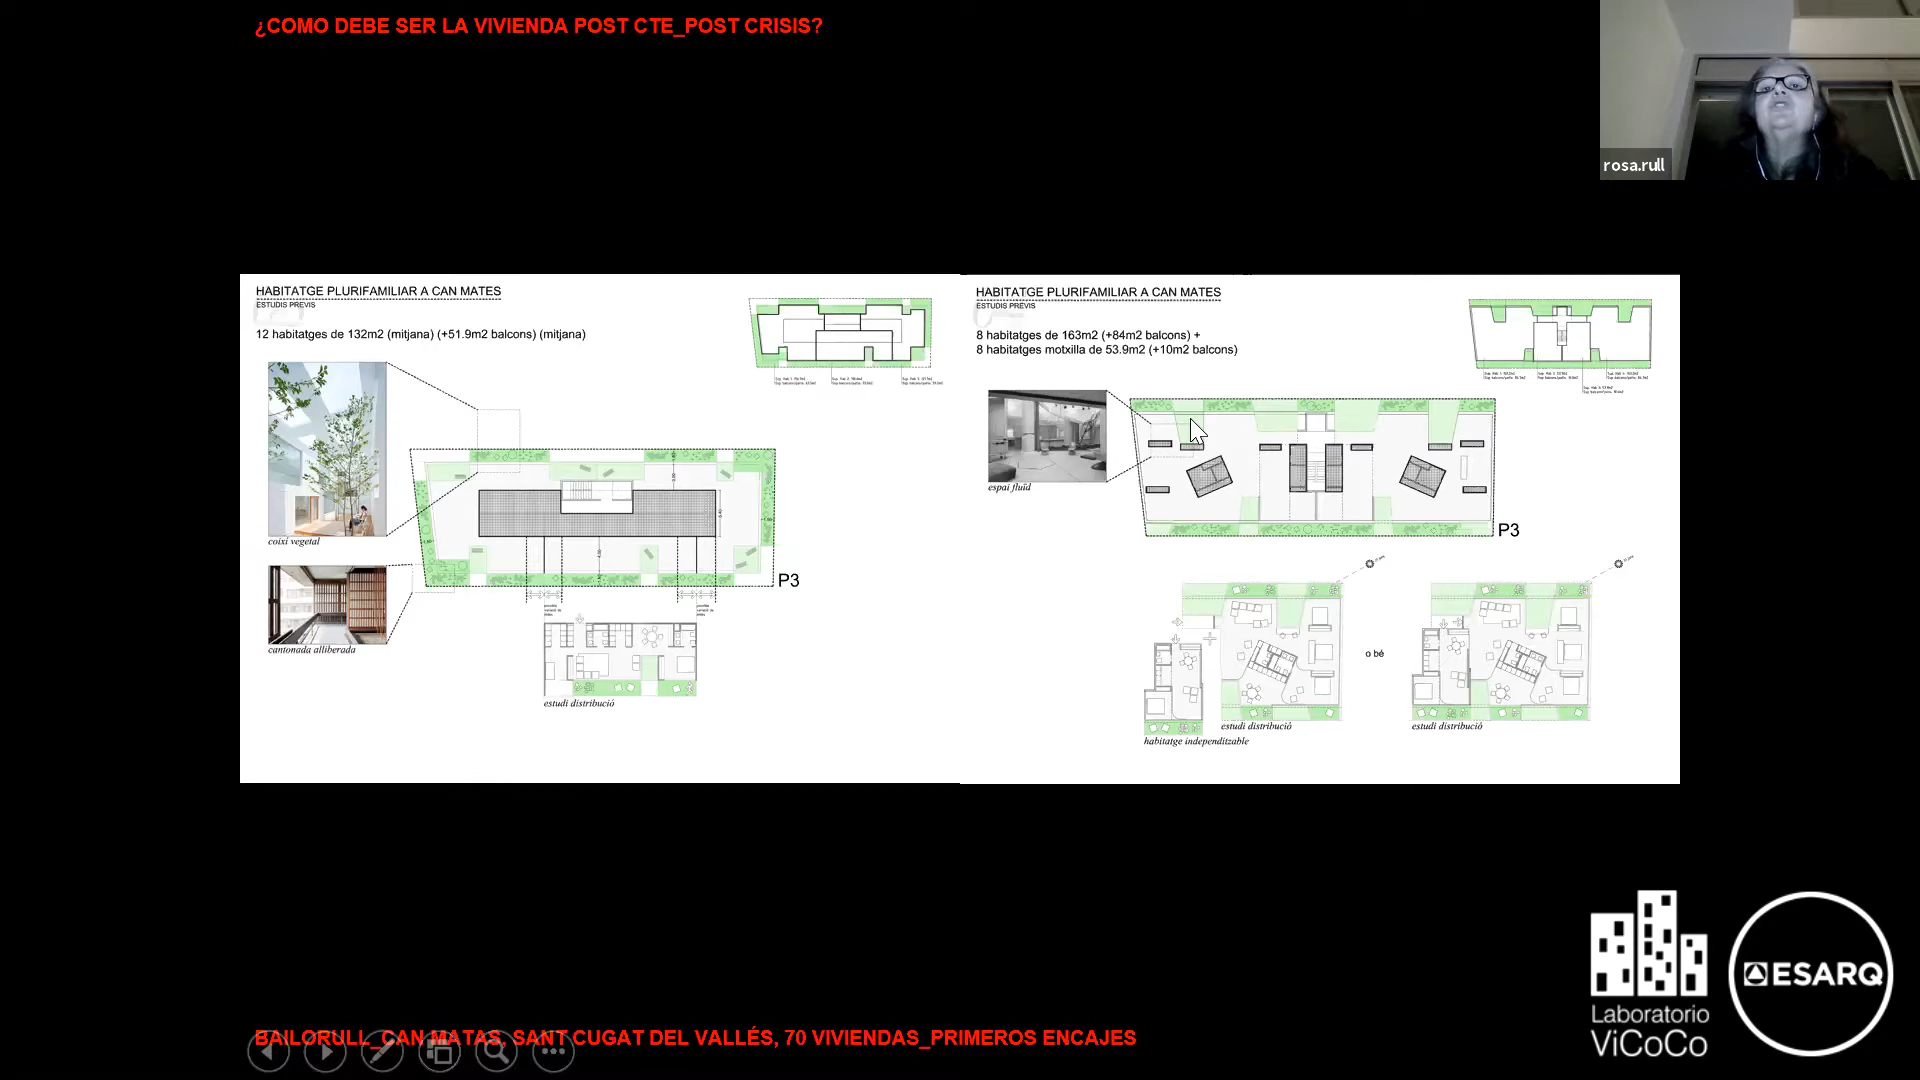 ¿COMO DEBE SER LA VIVIENDA POST CTE_POST CRISIS?
rosa.rull
HABITATGE PLURIFAMILIAR A CAN MATES
ESTUDIS PREVIS
12 habitatges de 132m2 (mitjana) (+51.9m2 balcons) (mitjana)
coixí vegetal
cantonada alliberada
P3
estudi distribució
HABITATGE PLURIFAMILIAR A CAN MATES
ESTUDIS PREVIS
8 habitatges de 163m2 (+84m2 balcons) +
8 habitatges motxilla de 53.9m2 (+10m2 balcons)
espai fluïd
P3
o bé
estudi distribució
habitatge independitzable
estudi distribució
BAILORULL_CAN MATAS, SANT CUGAT DEL VALLÉS, 70 VIVIENDAS_PRIMEROS ENCAJES
Laboratorio
ViCoCo
ESARQ